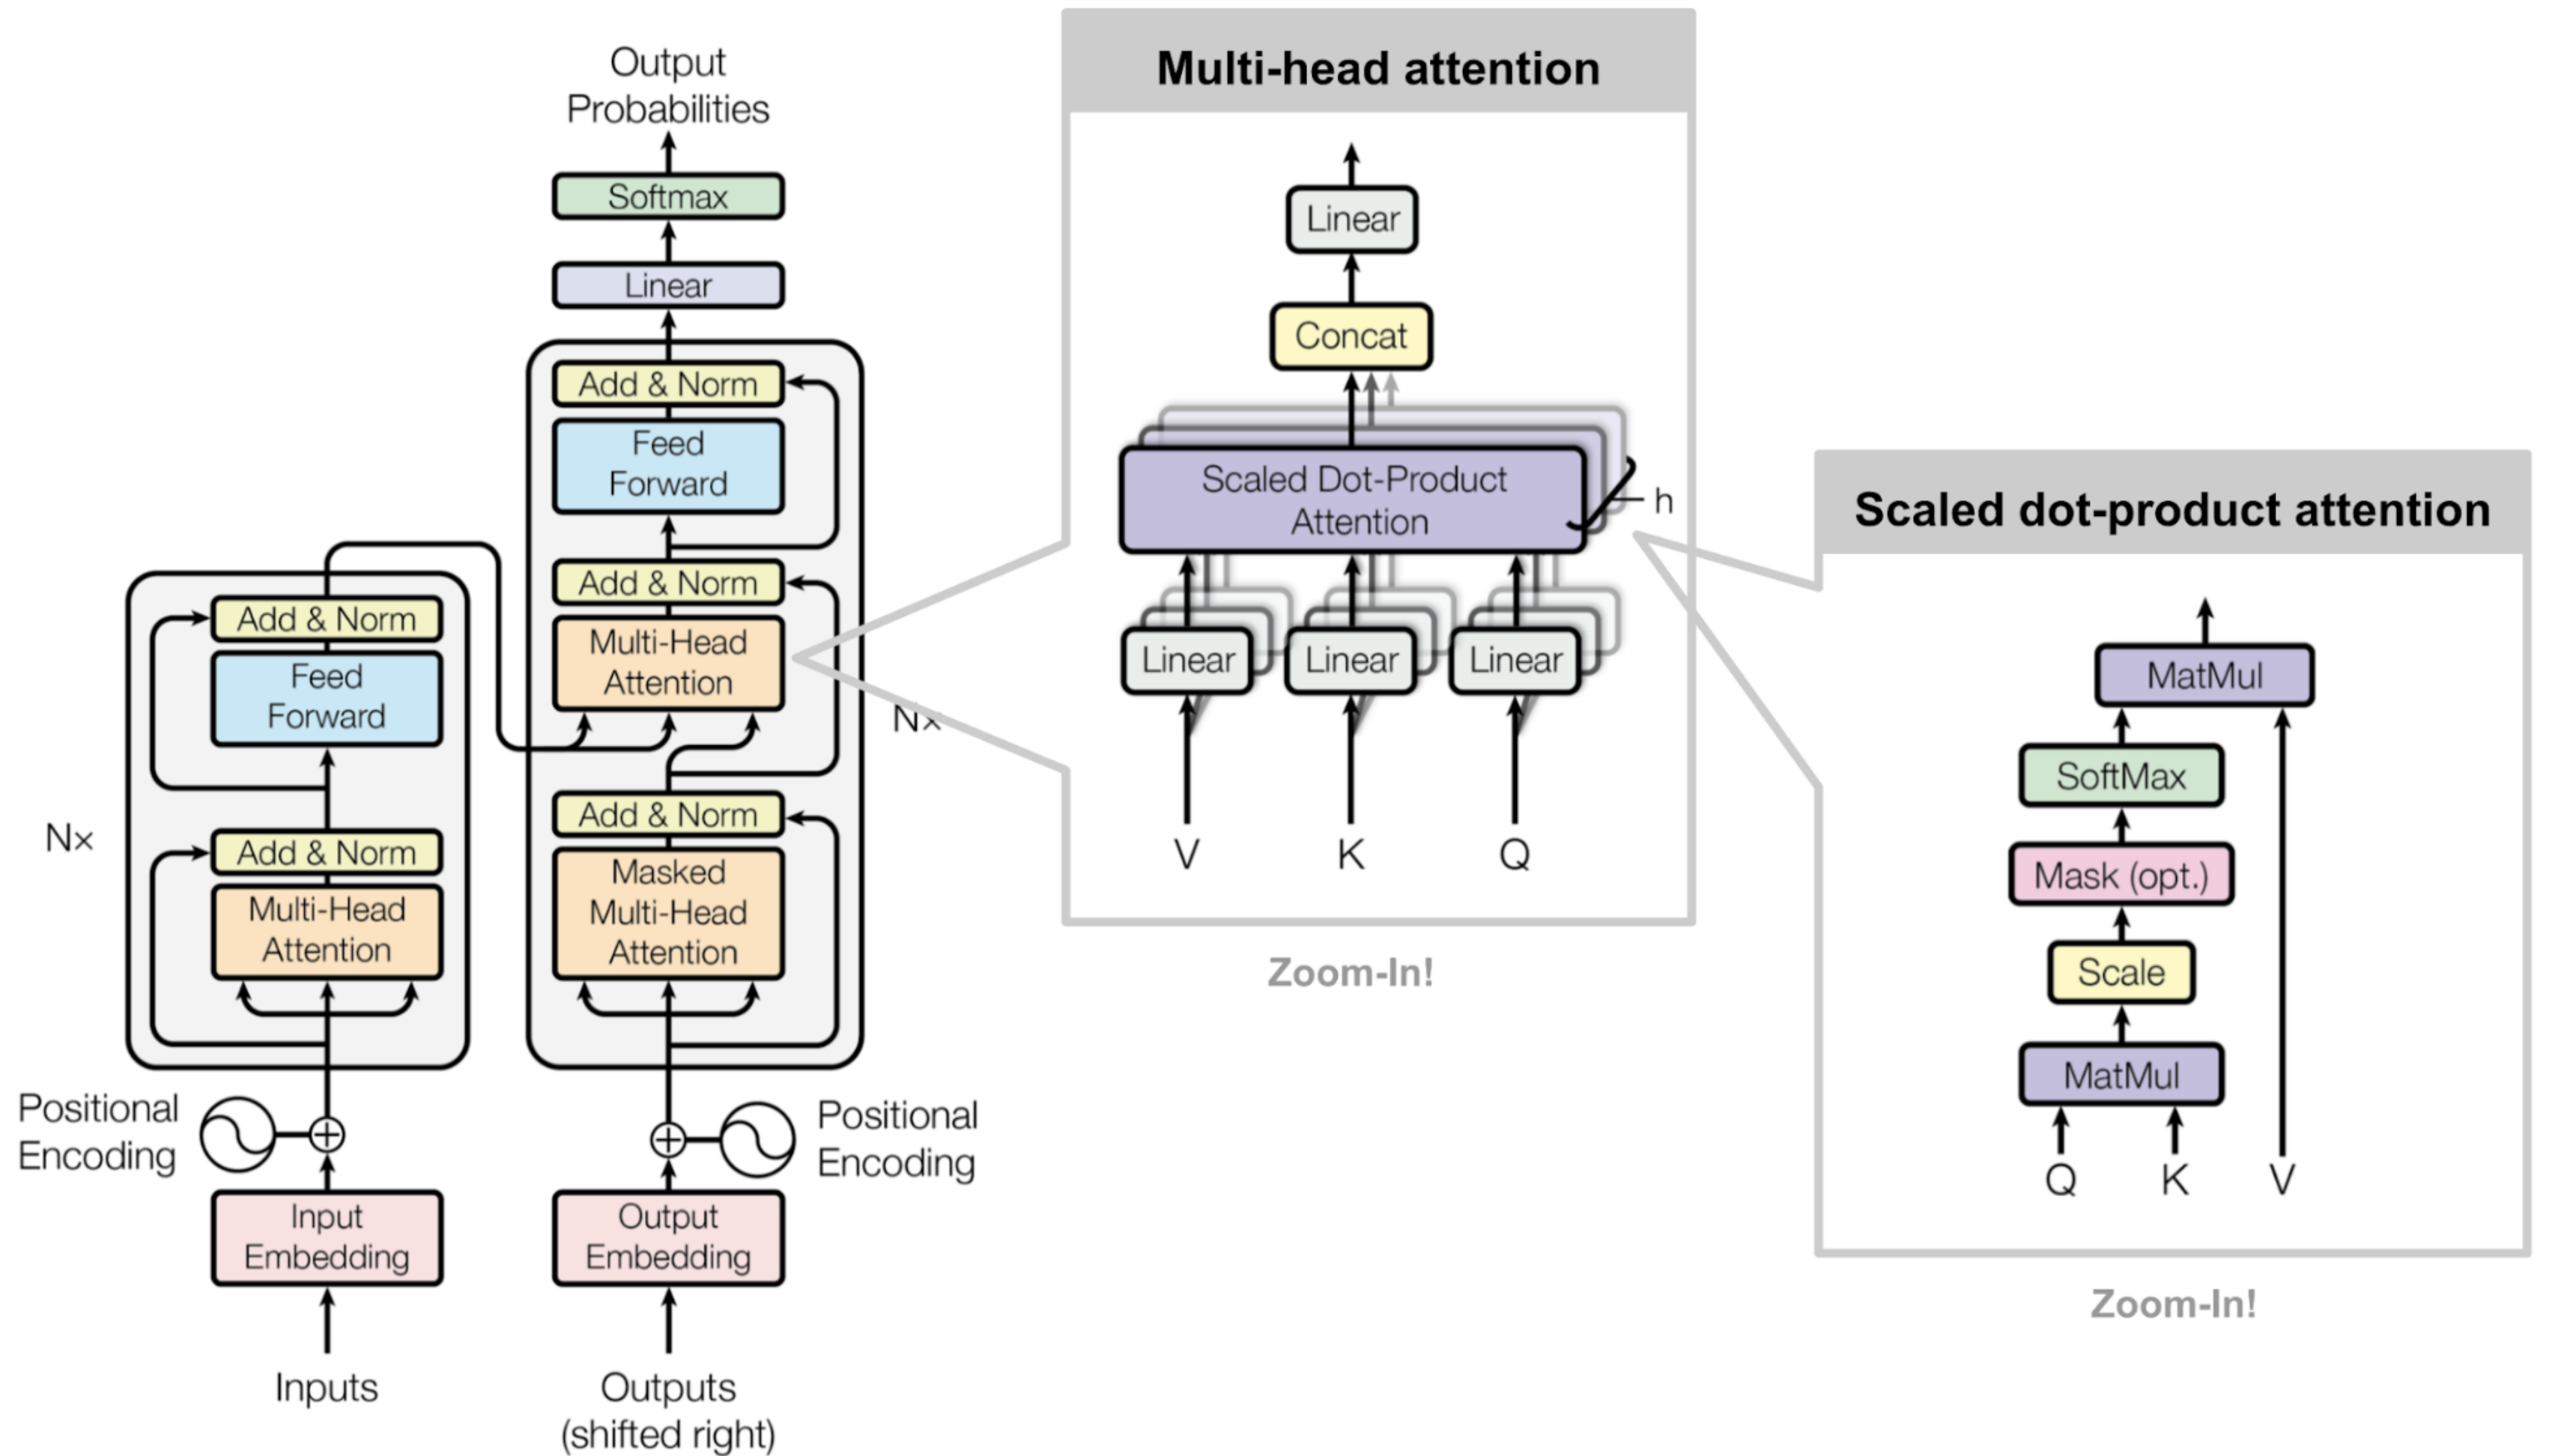 Output
Probabilities
Softmax
Linear
Add & Norm
Feed
Forward
Add & Norm
Multi-Head
Attention
Nx
Add & Norm
Masked
Multi-Head
Attention
Positional
Encoding
Output
Embedding
Outputs
(shifted right)
Add & Norm
Feed
Forward
N×
Add & Norm
Multi-Head
Attention
Positional
Encoding
Input
Embedding
Inputs
Multi-head attention
Linear
Concat
Scaled Dot-Product
Attention
h
Linear Linear Linear
V K Q
Zoom-In!
Scaled dot-product attention
MatMul
SoftMax
Mask (opt.)
Scale
MatMul
Q K V
Zoom-In!